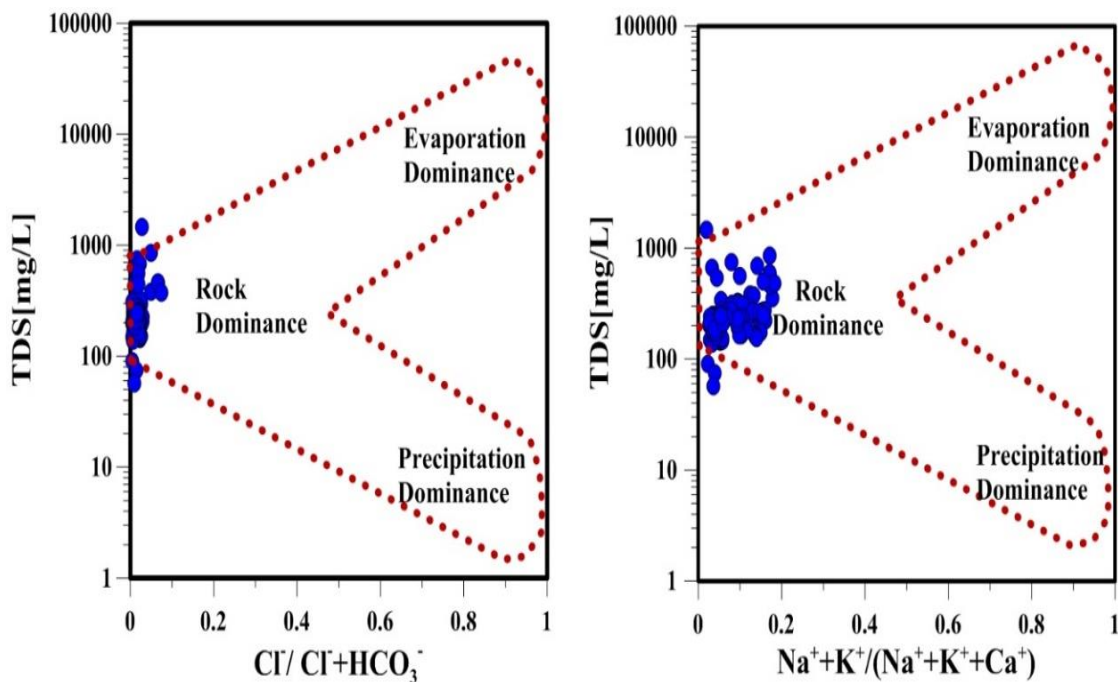 100000
10000
1000
100
10
1
TDS[mg/L]
Evaporation
Dominance
Rock
Dominance
Precipitation
Dominance
0 0.2 0.4 0.6 0.8 1
Cl⁻/ Cl⁻+HCO₃⁻
100000
10000
1000
100
10
1
TDS[mg/L]
Evaporation
Dominance
Rock
Dominance
Precipitation
Dominance
0 0.2 0.4 0.6 0.8 1
Na⁺+K⁺/(Na⁺+K⁺+Ca⁺)